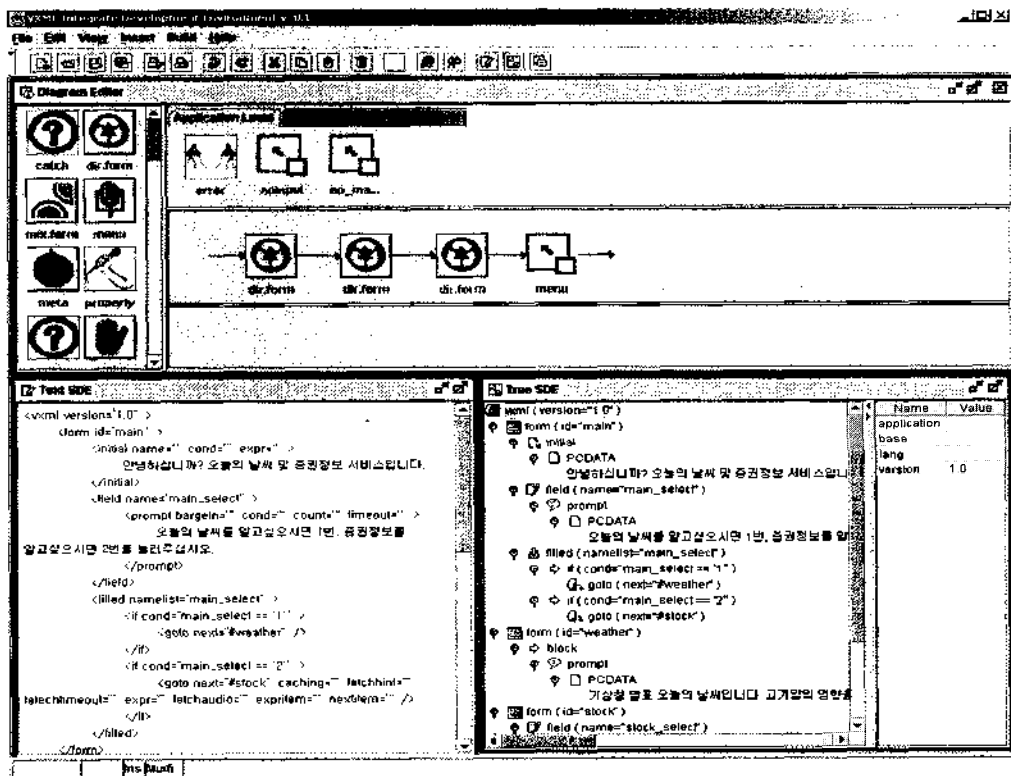 VXML Integrate Development Environment v 0.1
File Edit View Insert Build Help
Diagram Editor
Application Level
catch dir.form
error noinput no_ma...
mix.form menu
meta property
dir.form dir.form dir.form menu
Text SDE
<vxml version="1.0" >
<form id="main" >
<initial name="" cond="" expr="" >
안녕하십니까? 오늘의 날씨 및 증권정보 서비스입니다.
</initial>
<field name="main_select" >
<prompt bargein="" cond="" count="" timeout="" >
오늘의 날씨를 알고싶으시면 1번, 증권정보를
알고싶으시면 2번를 눌러주십시오.
</prompt>
</field>
<filled namelist="main_select" >
<if cond="main_select == '1'" >
<goto next="#weather" />
</if>
<if cond="main_select == '2'" >
<goto next="#stock" caching="" fetchhint=""
fetechtimeout="" expr="" fetchaudio="" expritem="" nextitem="" />
</if>
</filled>
</form>
Tree SDE
vxml ( version="1.0" )
form ( id="main" )
initial
PCDATA
안녕하십니까? 오늘의 날씨 및 증권정보 서비스입니
field ( name="main_select" )
prompt
PCDATA
오늘의 날씨를 알고싶으시면 1번, 증권정보를
filled ( namelist="main_select" )
if ( cond="main_select == '1'" )
goto ( next="#weather" )
if ( cond="main_select == '2'" )
goto ( next="#stock" )
form ( id="weather" )
block
prompt
PCDATA
기상청 발표 오늘의 날씨입니다. 고기압의 영향을
form ( id="stock" )
field ( name="stock_select" )
Name Value
application
base
lang
version 1.0
Ins